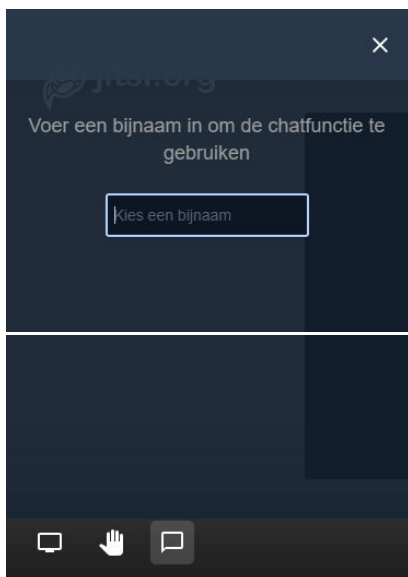 jitsi.org
Voer een bijnaam in om de chatfunctie te
gebruiken
Kies een bijnaam